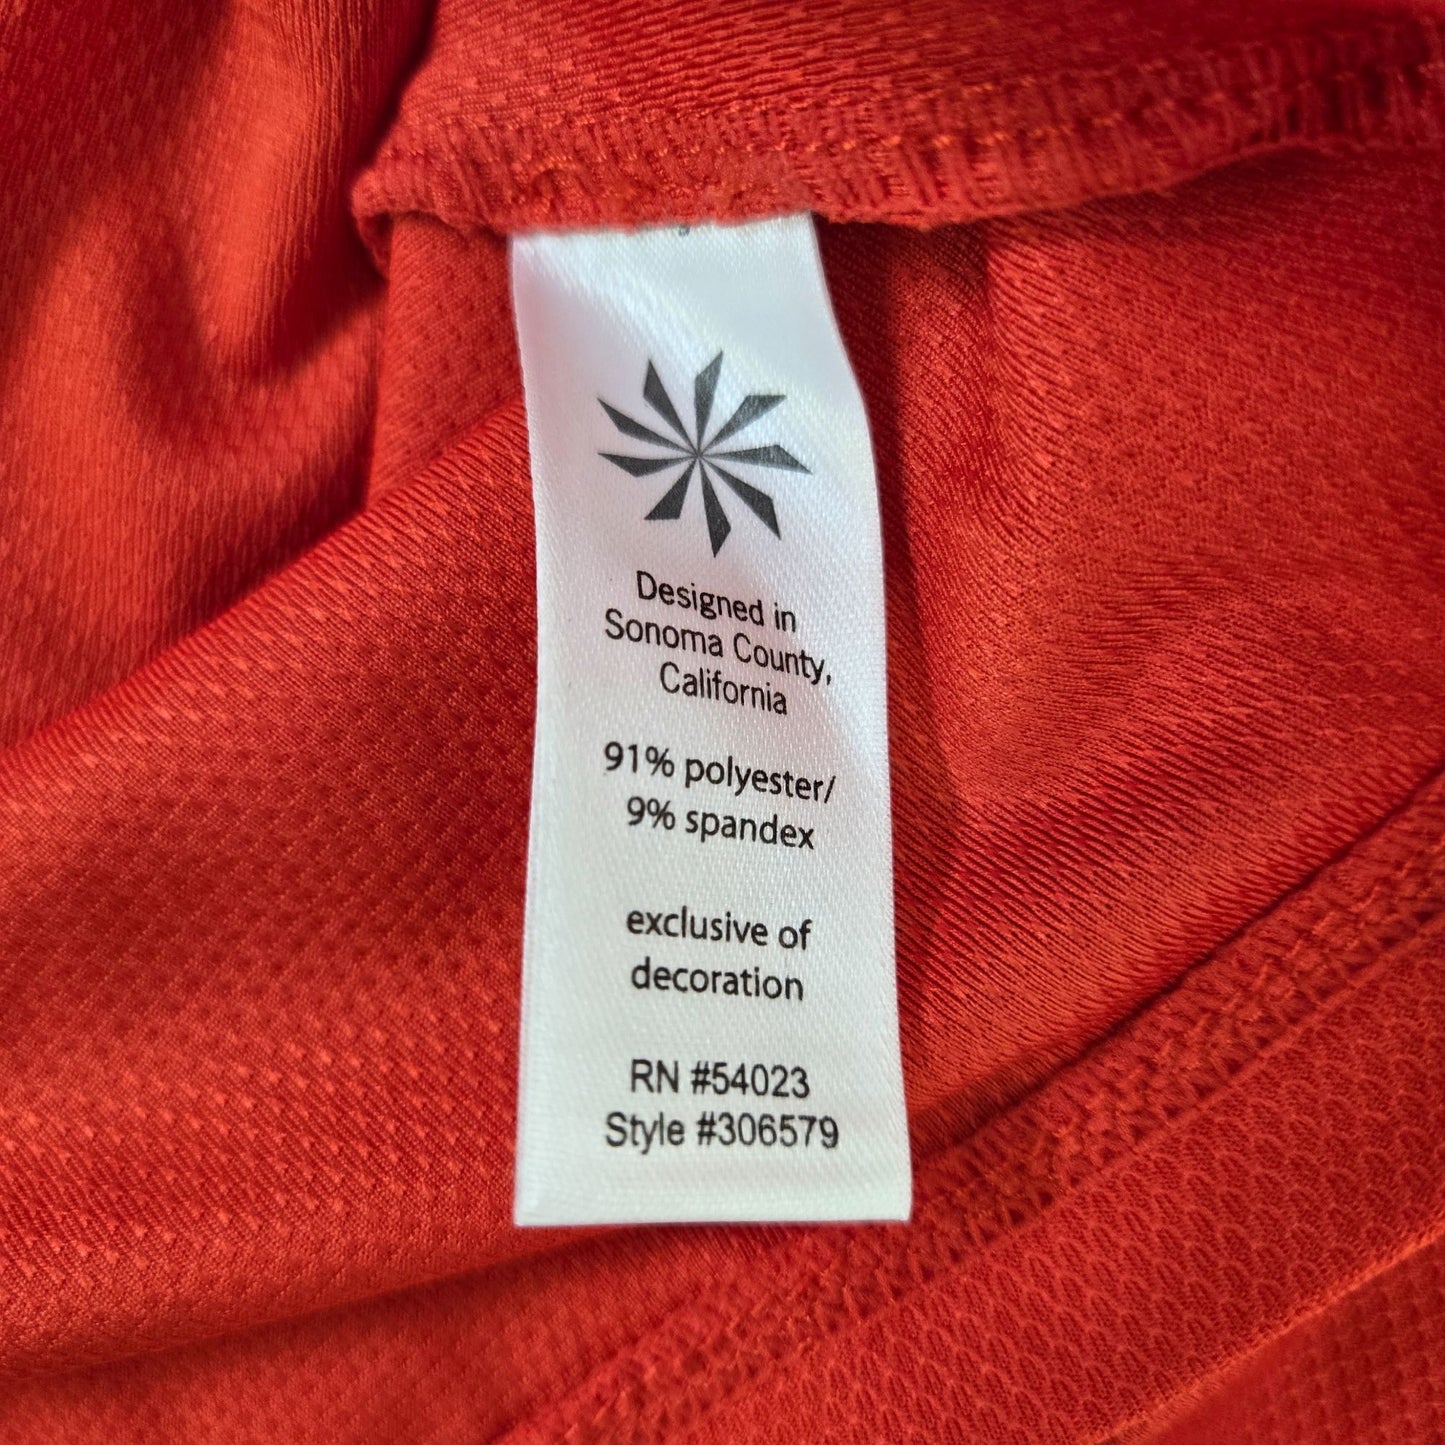 Designed in
Sonoma County,
California
91% polyester/
9% spandex
exclusive of
decoration
RN #54023
Style #306579